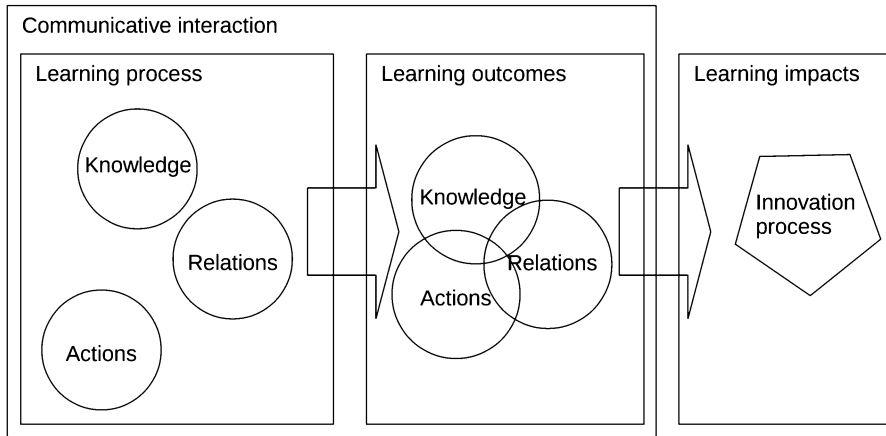 Communicative interaction
Learning process
Knowledge
Relations
Actions
Learning outcomes
Knowledge
Relations
Actions
Learning impacts
Innovation
process